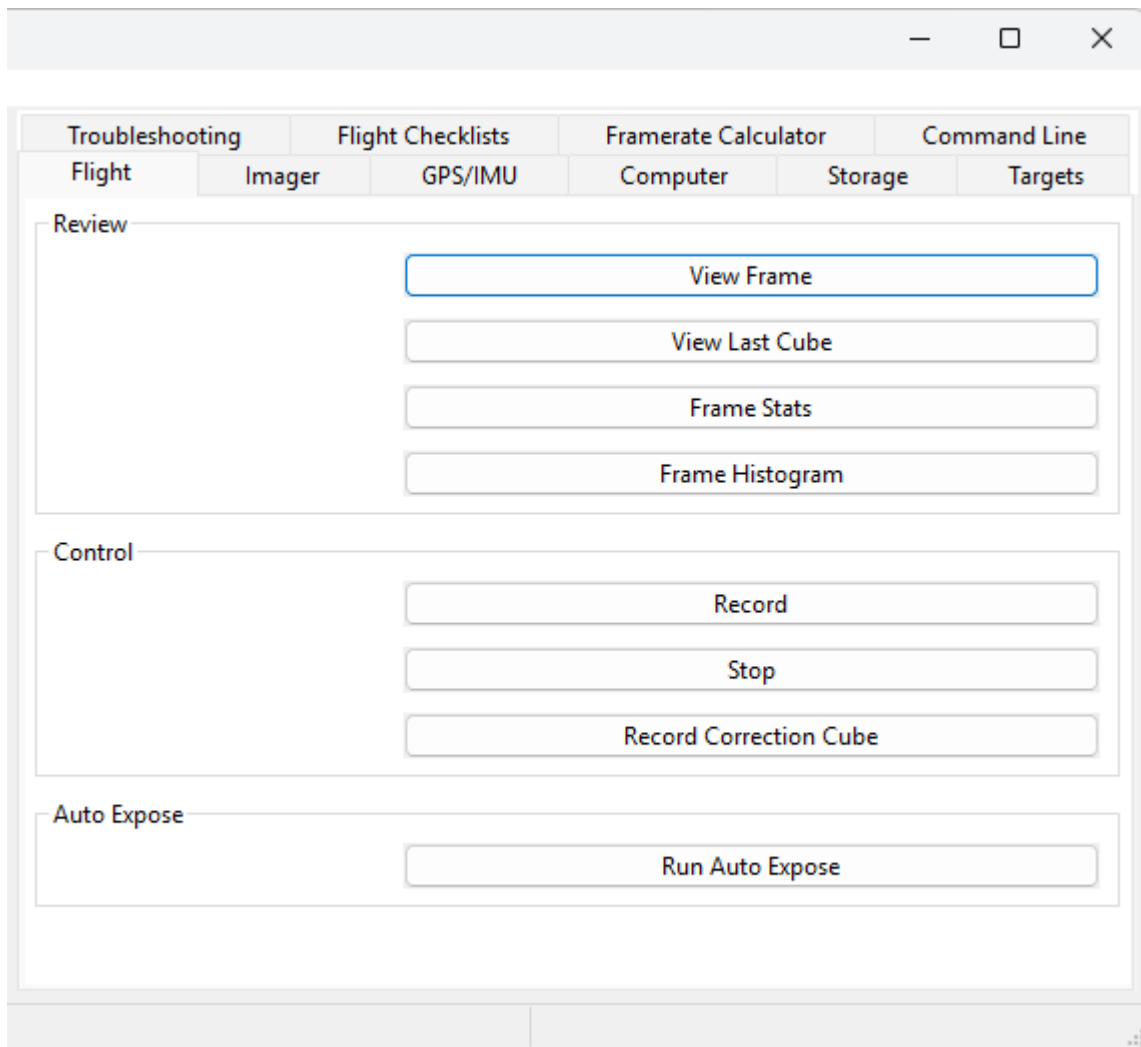 Troubleshooting Flight Checklists Framerate Calculator Command Line
Flight Imager GPS/IMU Computer Storage Targets
Review
View Frame
View Last Cube
Frame Stats
Frame Histogram
Control
Record
Stop
Record Correction Cube
Auto Expose
Run Auto Expose